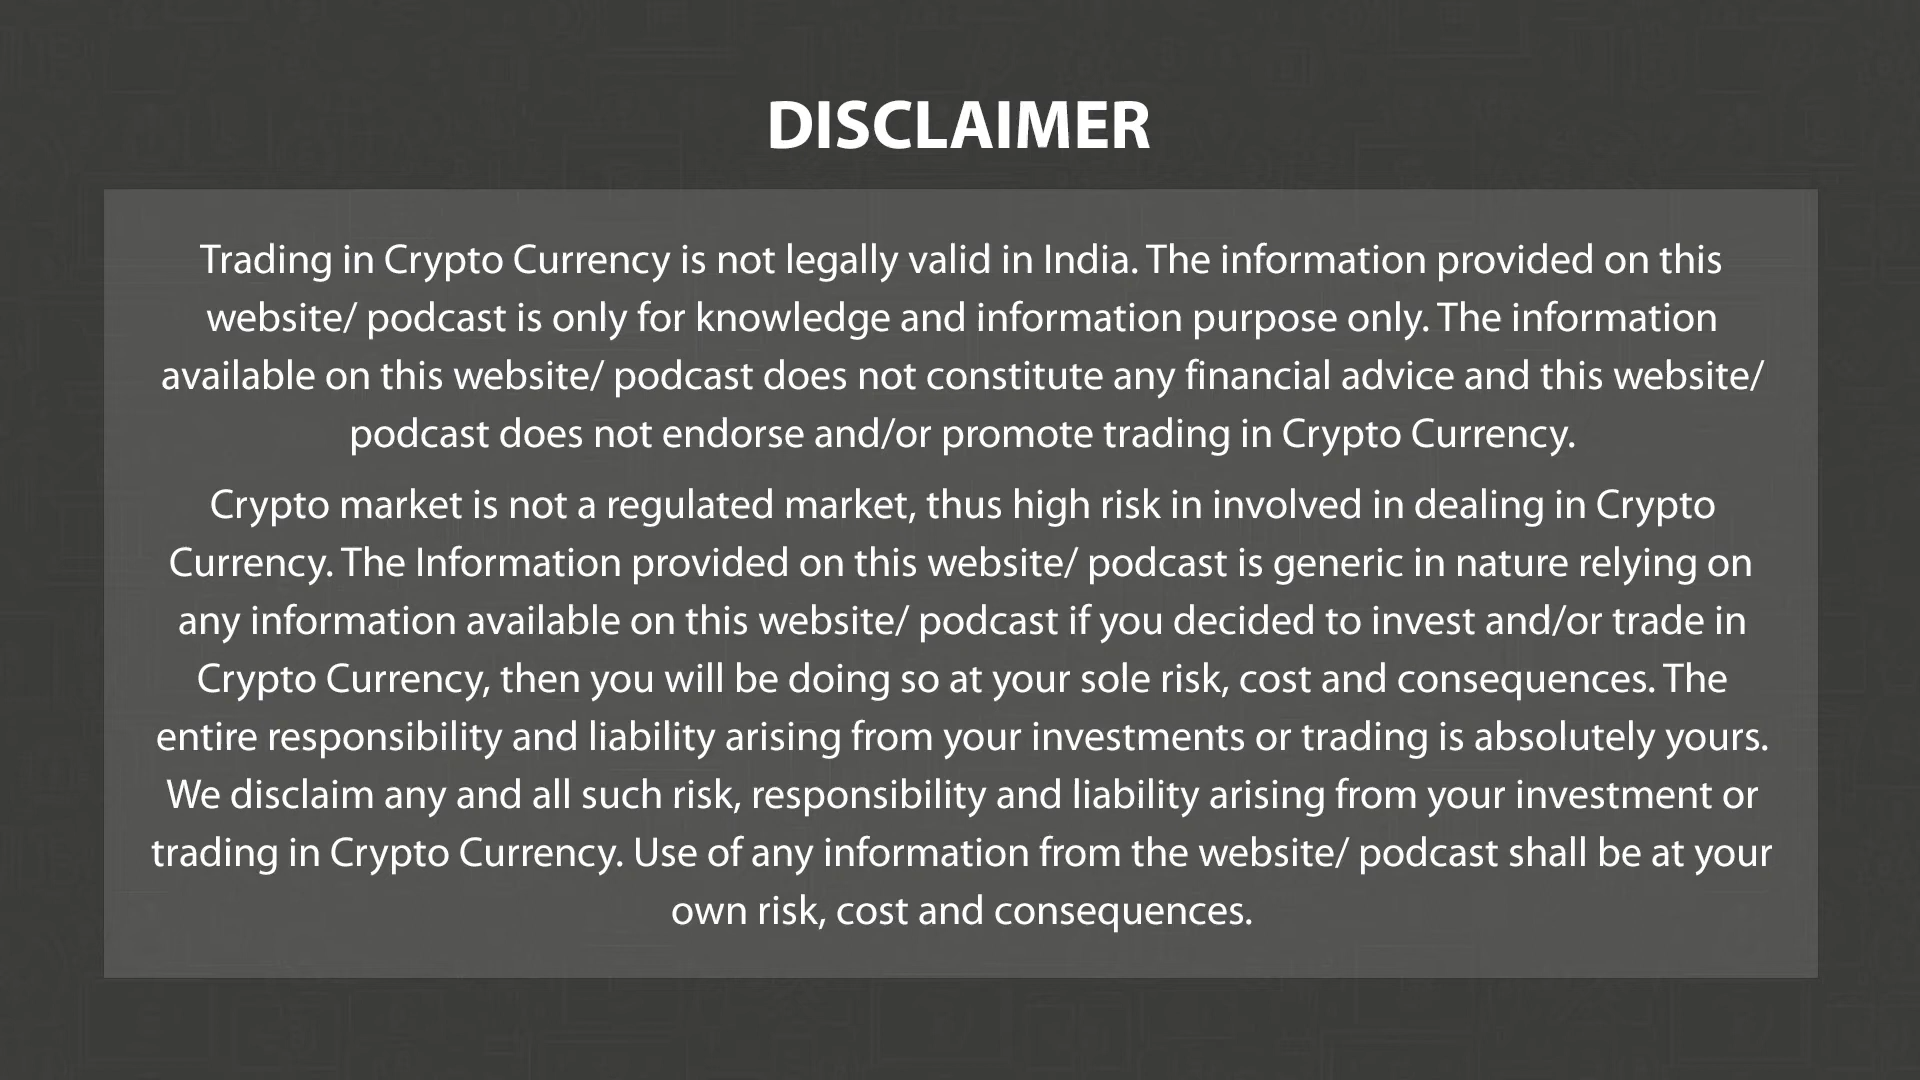 DISCLAIMER
Trading in Crypto Currency is not legally valid in India. The information provided on this
website/ podcast is only for knowledge and information purpose only. The information
available on this website/ podcast does not constitute any financial advice and this website/
podcast does not endorse and/or promote trading in Crypto Currency.
Crypto market is not a regulated market, thus high risk in involved in dealing in Crypto
Currency. The Information provided on this website/ podcast is generic in nature relying on
any information available on this website/ podcast if you decided to invest and/or trade in
Crypto Currency, then you will be doing so at your sole risk, cost and consequences. The
entire responsibility and liability arising from your investments or trading is absolutely yours.
We disclaim any and all such risk, responsibility and liability arising from your investment or
trading in Crypto Currency. Use of any information from the website/ podcast shall be at your
own risk, cost and consequences.